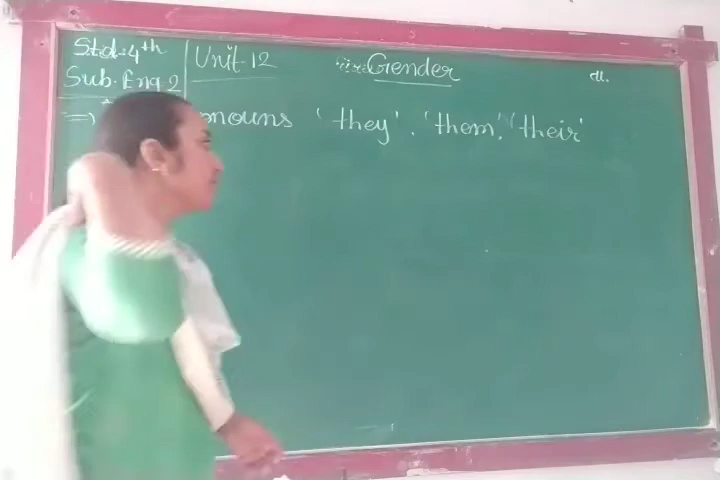 Std:4th
Sub. Eng 2
Unit-12
Gender
nouns 'they', 'them', 'their'